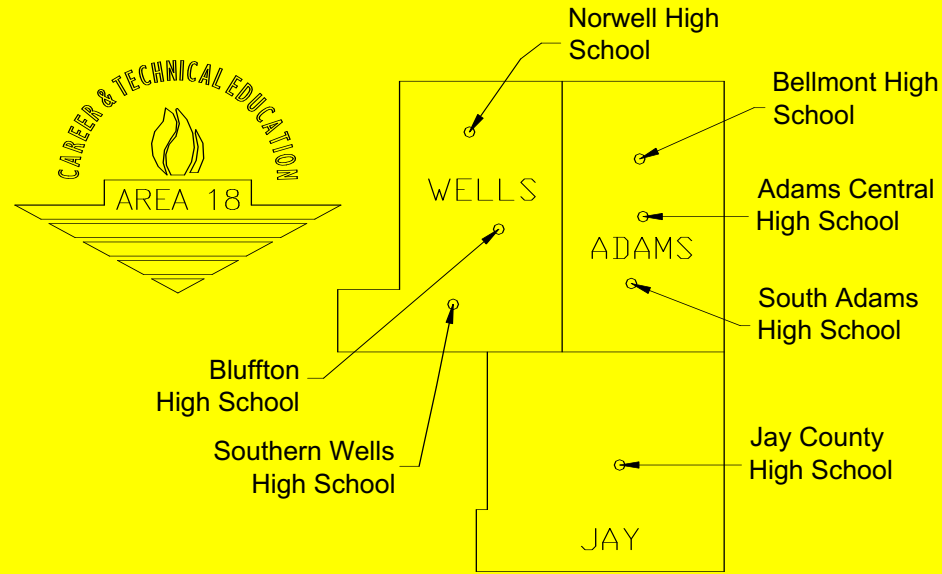 CAREER & TECHNICAL EDUCATION
AREA 18
Norwell High
School
Bellmont High
School
WELLS
Adams Central
High School
ADAMS
South Adams
High School
Bluffton
High School
Southern Wells
High School
Jay County
High School
JAY